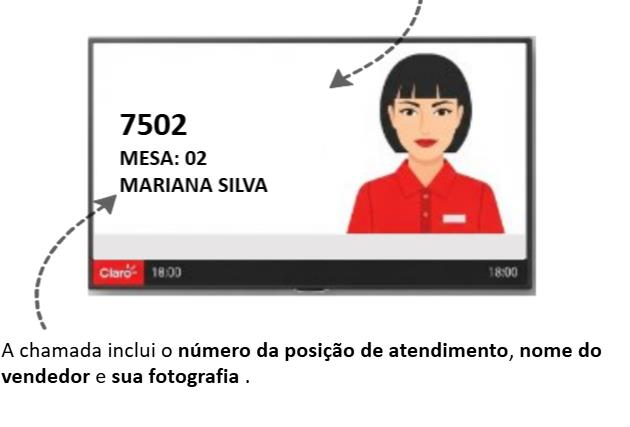 7502
MESA: 02
MARIANA SILVA
Claro 18:00 18:00
A chamada inclui o número da posição de atendimento, nome do
vendedor e sua fotografia .